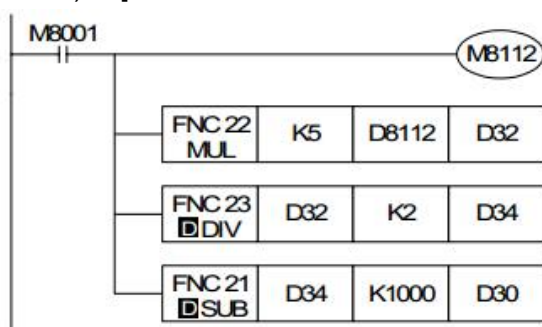 M8001
M8112
FNC 22
MUL
K5
D8112
D32
FNC 23
D DIV
D32
K2
D34
FNC 21
D SUB
D34
K1000
D30